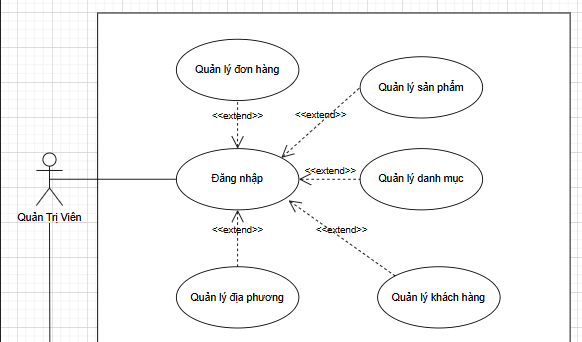 Quản lý đơn hàng
Quản lý sản phẩm
<<extend>>
<<extend>>
Đăng nhập
<<extend>>
Quản lý danh mục
Quản Trị Viên
<<extend>>
<<extend>>
Quản lý địa phương
Quản lý khách hàng